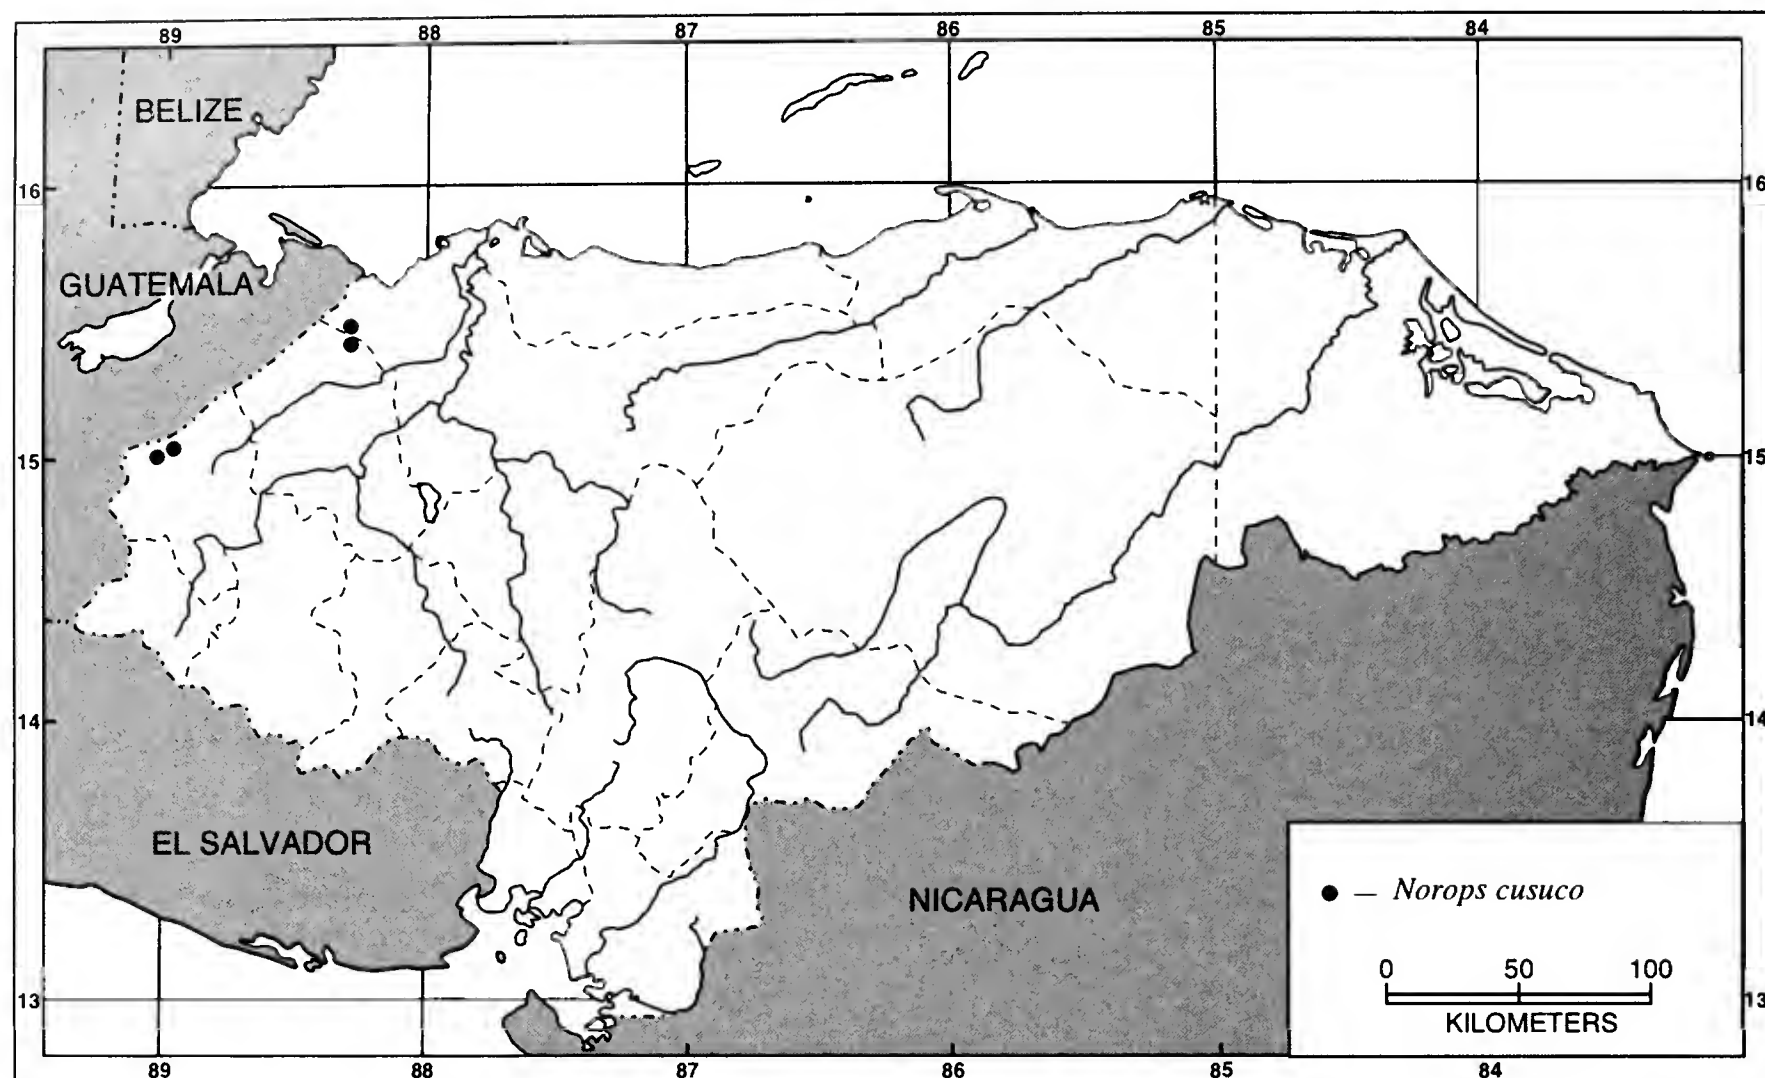 89 88 87 86 85 84
BELIZE
16 16
GUATEMALA
15 15
14 14
EL SALVADOR
NICARAGUA
● — Norops cusuco
0 50 100
KILOMETERS
13 13
89 88 87 86 85 84